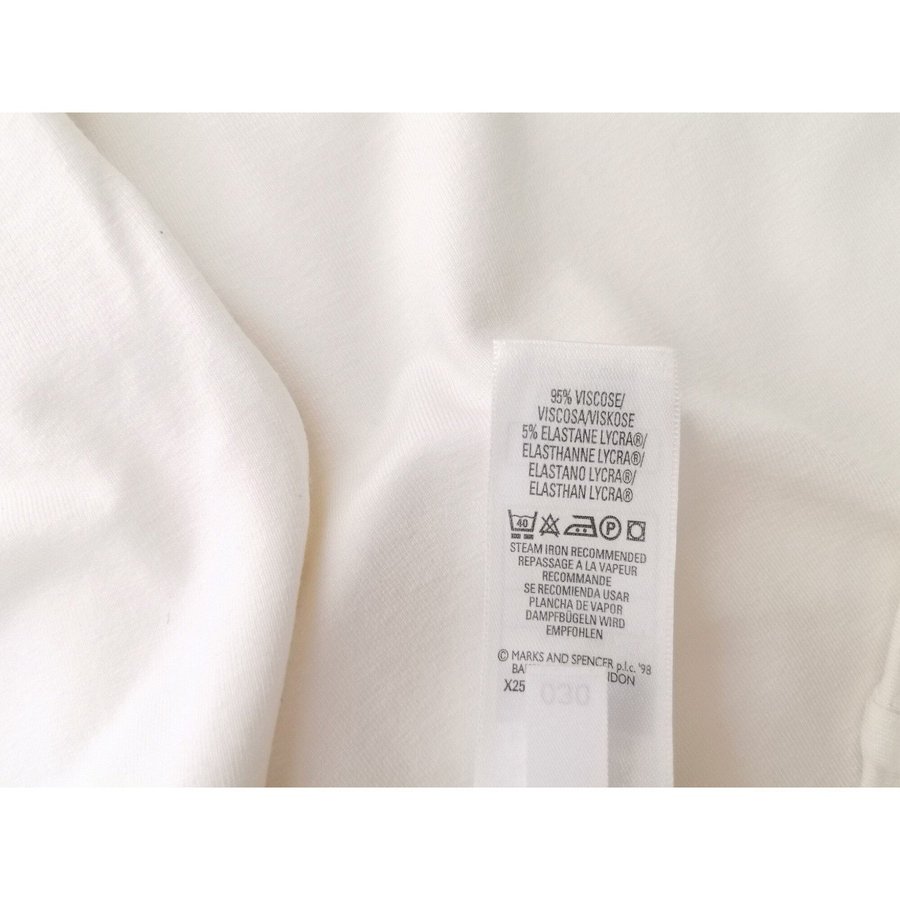 95% VISCOSE/
VISCOSA/VISKOSE
5% ELASTANE LYCRA®/
ELASTHANNE LYCRA®/
ELASTANO LYCRA®/
ELASTHAN LYCRA®
40 P
STEAM IRON RECOMMENDED
REPASSAGE A LA VAPEUR
RECOMMANDE
SE RECOMIENDA USAR
PLANCHA DE VAPOR
DAMPFBÜGELN WIRD
EMPFOHLEN
© MARKS AND SPENCER p.l.c. '98
X25
030